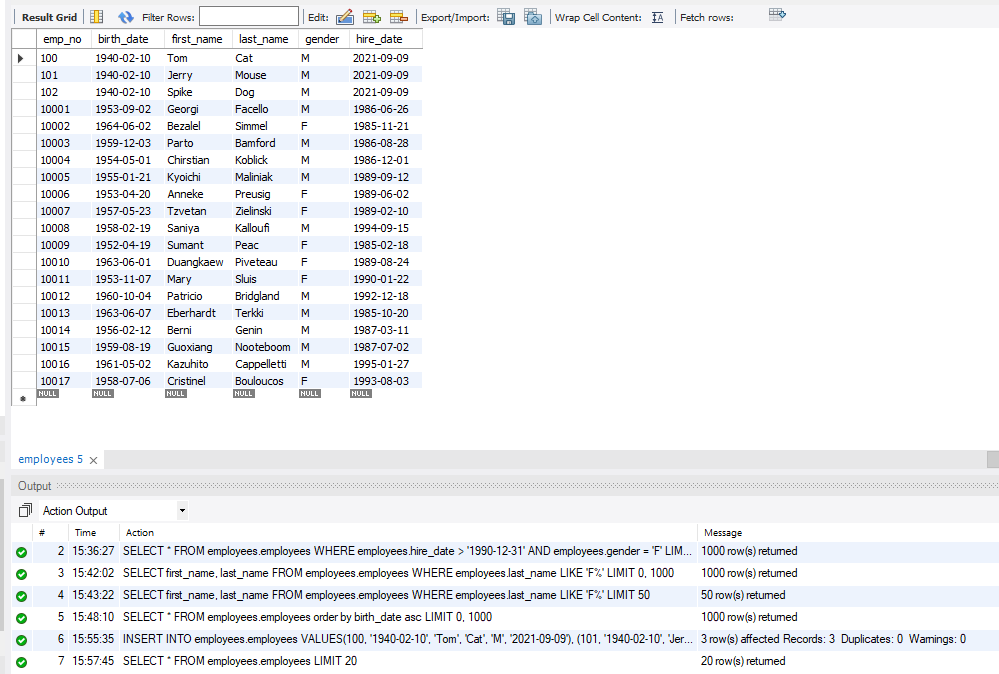 Result Grid Filter Rows: Edit: Export/Import: Wrap Cell Content: Fetch rows:
emp_no birth_date first_name last_name gender hire_date
100 1940-02-10 Tom Cat M 2021-09-09
101 1940-02-10 Jerry Mouse M 2021-09-09
102 1940-02-10 Spike Dog M 2021-09-09
10001 1953-09-02 Georgi Facello M 1986-06-26
10002 1964-06-02 Bezalel Simmel F 1985-11-21
10003 1959-12-03 Parto Bamford M 1986-08-28
10004 1954-05-01 Chirstian Koblick M 1986-12-01
10005 1955-01-21 Kyoichi Maliniak M 1989-09-12
10006 1953-04-20 Anneke Preusig F 1989-06-02
10007 1957-05-23 Tzvetan Zielinski F 1989-02-10
10008 1958-02-19 Saniya Kalloufi M 1994-09-15
10009 1952-04-19 Sumant Peac F 1985-02-18
10010 1963-06-01 Duangkaew Piveteau F 1989-08-24
10011 1953-11-07 Mary Sluis F 1990-01-22
10012 1960-10-04 Patricio Bridgland M 1992-12-18
10013 1963-06-07 Eberhardt Terkki M 1985-10-20
10014 1956-02-12 Berni Genin M 1987-03-11
10015 1959-08-19 Guoxiang Nooteboom M 1987-07-02
10016 1961-05-02 Kazuhito Cappelletti M 1995-01-27
10017 1958-07-06 Cristinel Bouloucos F 1993-08-03
NULL NULL NULL NULL NULL NULL
employees 5
Output
Action Output
# Time Action Message
2 15:36:27 SELECT * FROM employees.employees WHERE employees.hire_date > '1990-12-31' AND employees.gender = 'F' LIM... 1000 row(s) returned
3 15:42:02 SELECT first_name, last_name FROM employees.employees WHERE employees.last_name LIKE 'F%' LIMIT 0, 1000 1000 row(s) returned
4 15:43:22 SELECT first_name, last_name FROM employees.employees WHERE employees.last_name LIKE 'F%' LIMIT 50 50 row(s) returned
5 15:48:10 SELECT * FROM employees.employees order by birth_date asc LIMIT 0, 1000 1000 row(s) returned
6 15:55:35 INSERT INTO employees.employees VALUES(100, '1940-02-10', 'Tom', 'Cat', 'M', '2021-09-09'), (101, '1940-02-10', 'Jer... 3 row(s) affected Records: 3 Duplicates: 0 Warnings: 0
7 15:57:45 SELECT * FROM employees.employees LIMIT 20 20 row(s) returned